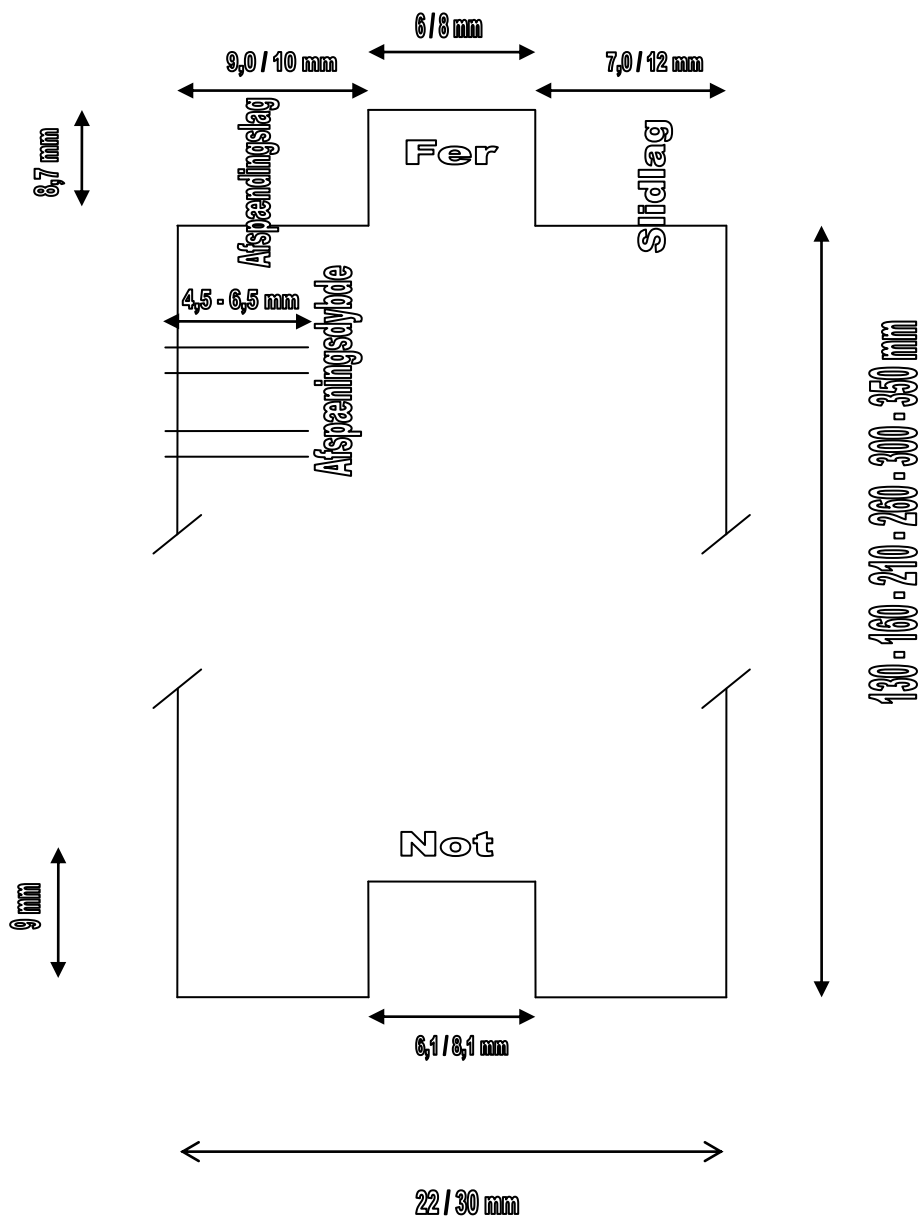 6 / 8 mm
9,0 / 10 mm
7,0 / 12 mm
8,7 mm
Afspændingslag
Fer
Slidlag
4,5 - 6,5 mm
Afspæningsdybde
130 - 160 - 210 - 260 - 300 - 350 mm
Not
9 mm
6,1 / 8,1 mm
22 / 30 mm